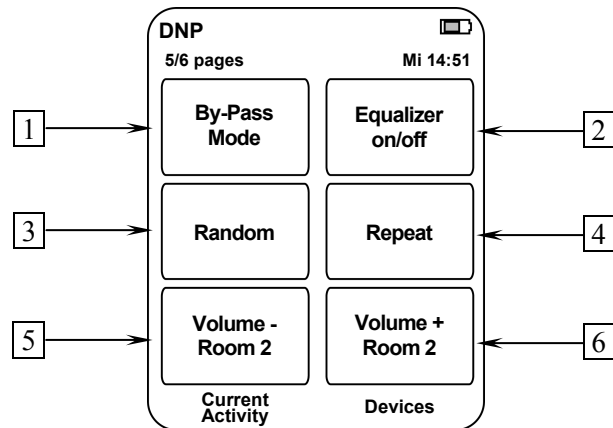 DNP
5/6 pages Mi 14:51
1
By-Pass
Mode
Equalizer
on/off
2
3
Random
Repeat
4
5
Volume -
Room 2
Volume +
Room 2
6
Current
Activity
Devices